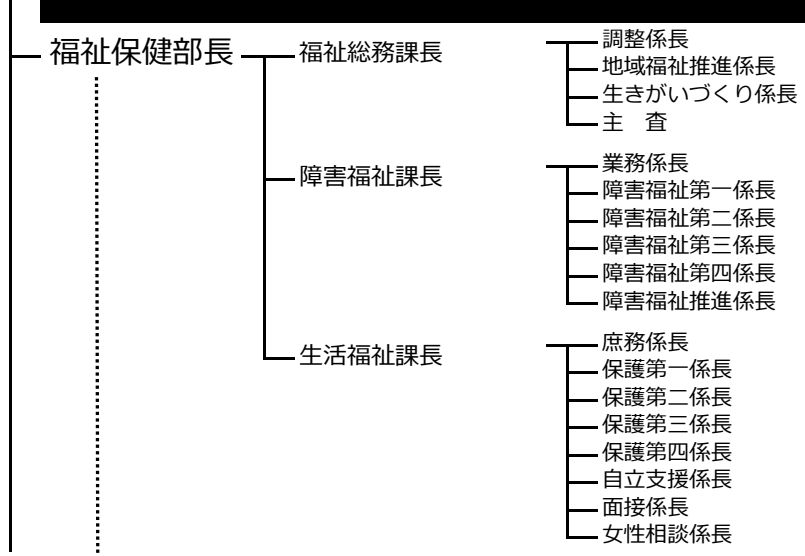 福祉保健部長
福祉総務課長
調整係長
地域福祉推進係長
生きがいづくり係長
主　査
障害福祉課長
業務係長
障害福祉第一係長
障害福祉第二係長
障害福祉第三係長
障害福祉第四係長
障害福祉推進係長
生活福祉課長
庶務係長
保護第一係長
保護第二係長
保護第三係長
保護第四係長
自立支援係長
面接係長
女性相談係長